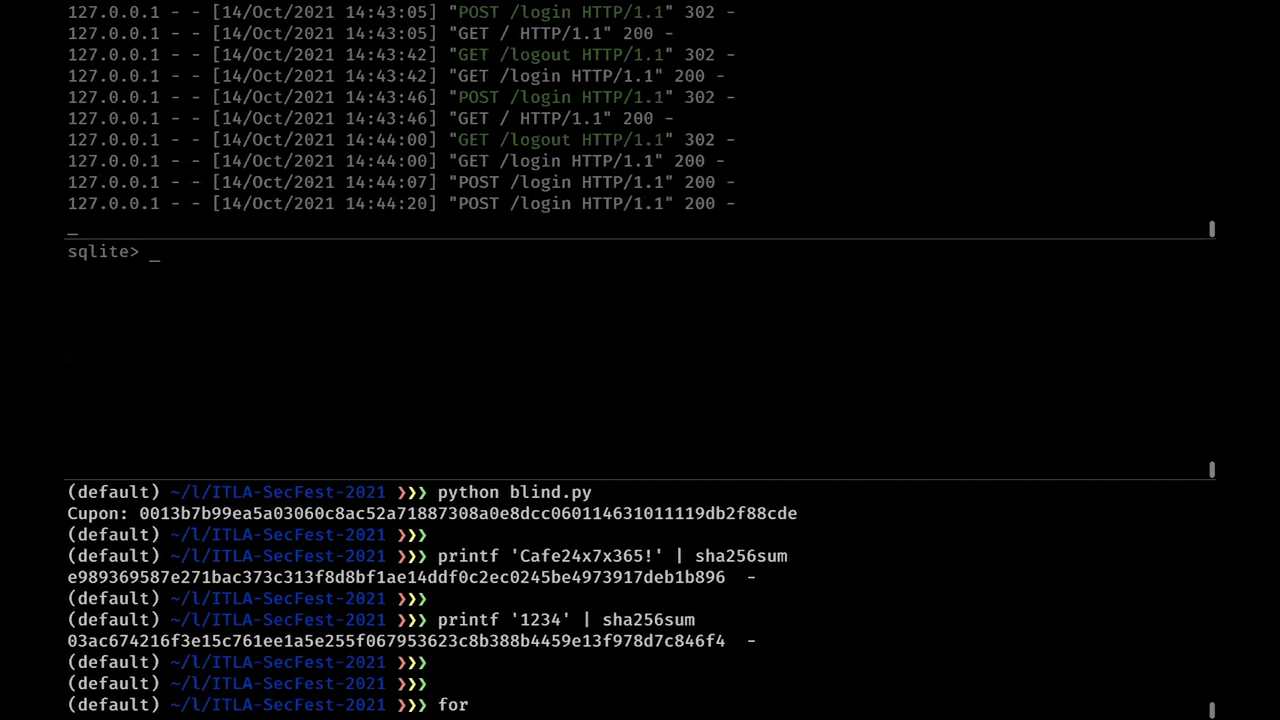 127.0.0.1 - - [14/Oct/2021 14:43:05] "POST /login HTTP/1.1" 302 -
127.0.0.1 - - [14/Oct/2021 14:43:05] "GET / HTTP/1.1" 200 -
127.0.0.1 - - [14/Oct/2021 14:43:42] "GET /logout HTTP/1.1" 302 -
127.0.0.1 - - [14/Oct/2021 14:43:42] "GET /login HTTP/1.1" 200 -
127.0.0.1 - - [14/Oct/2021 14:43:46] "POST /login HTTP/1.1" 302 -
127.0.0.1 - - [14/Oct/2021 14:43:46] "GET / HTTP/1.1" 200 -
127.0.0.1 - - [14/Oct/2021 14:44:00] "GET /logout HTTP/1.1" 302 -
127.0.0.1 - - [14/Oct/2021 14:44:00] "GET /login HTTP/1.1" 200 -
127.0.0.1 - - [14/Oct/2021 14:44:07] "POST /login HTTP/1.1" 200 -
127.0.0.1 - - [14/Oct/2021 14:44:20] "POST /login HTTP/1.1" 200 -
_
sqlite> _
(default) ~/l/ITLA-SecFest-2021 ❯❯❯ python blind.py
Cupon: 0013b7b99ea5a03060c8ac52a71887308a0e8dcc060114631011119db2f88cde
(default) ~/l/ITLA-SecFest-2021 ❯❯❯
(default) ~/l/ITLA-SecFest-2021 ❯❯❯ printf 'Cafe24x7x365!' | sha256sum
e989369587e271bac373c313f8d8bf1ae14ddf0c2ec0245be4973917deb1b896  -
(default) ~/l/ITLA-SecFest-2021 ❯❯❯
(default) ~/l/ITLA-SecFest-2021 ❯❯❯ printf '1234' | sha256sum
03ac674216f3e15c761ee1a5e255f067953623c8b388b4459e13f978d7c846f4  -
(default) ~/l/ITLA-SecFest-2021 ❯❯❯
(default) ~/l/ITLA-SecFest-2021 ❯❯❯
(default) ~/l/ITLA-SecFest-2021 ❯❯❯ for